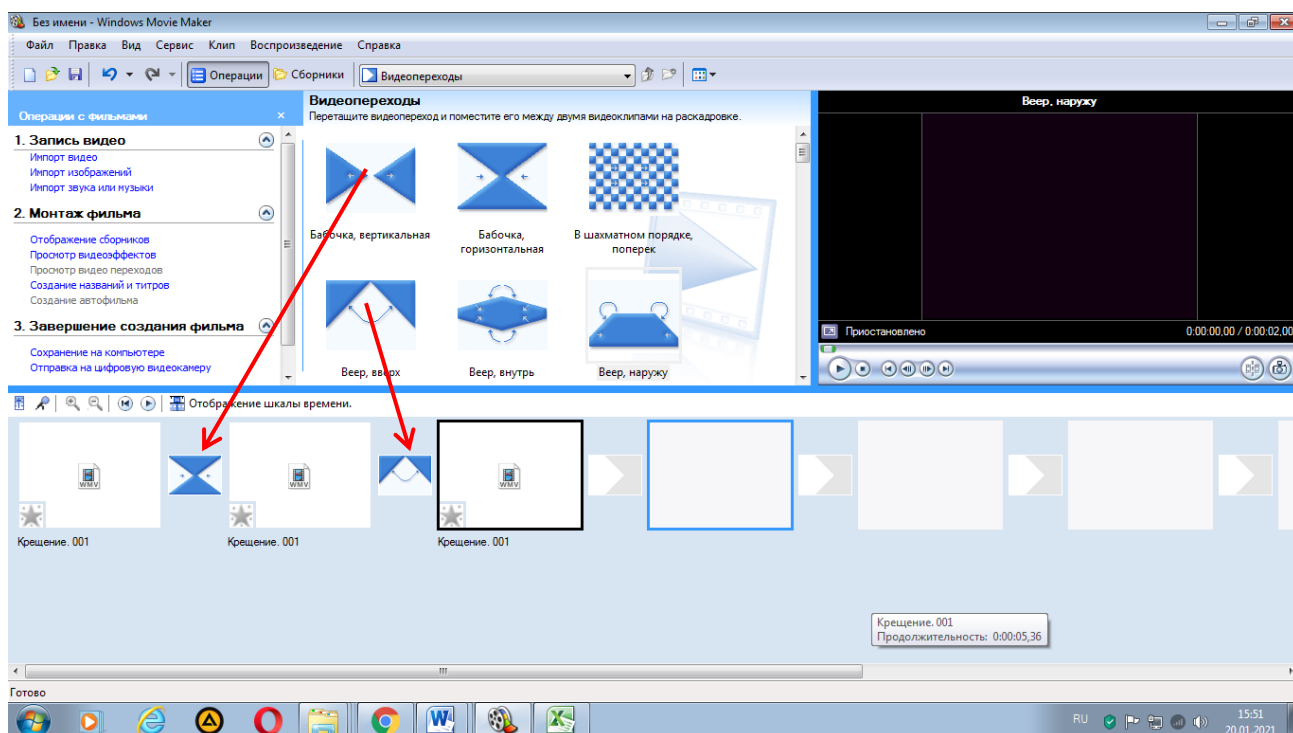 Без имени - Windows Movie Maker
Файл Правка Вид Сервис Клип Воспроизведение Справка
Операции Сборники Видеопереходы
Операции с фильмами ×
1. Запись видео
Импорт видео
Импорт изображений
Импорт звука или музыки
2. Монтаж фильма
Отображение сборников
Просмотр видеоэффектов
Просмотр видео переходов
Создание названий и титров
Создание автофильма
3. Завершение создания фильма
Сохранение на компьютере
Отправка на цифровую видеокамеру
Видеопереходы
Перетащите видеопереход и поместите его между двумя видеоклипами на раскадровке.
Бабочка, вертикальная
Бабочка,
горизонтальная
В шахматном порядке,
поперек
Веер, вверх
Веер, внутрь
Веер, наружу
Веер, наружу
Приостановлено 0:00:00,00 / 0:00:02,00
Отображение шкалы времени.
WMV
WMV
WMV
Крещение. 001
Крещение. 001
Крещение. 001
Крещение. 001
Продолжительность: 0:00:05,36
Готово
RU
15:51
20.01.2021